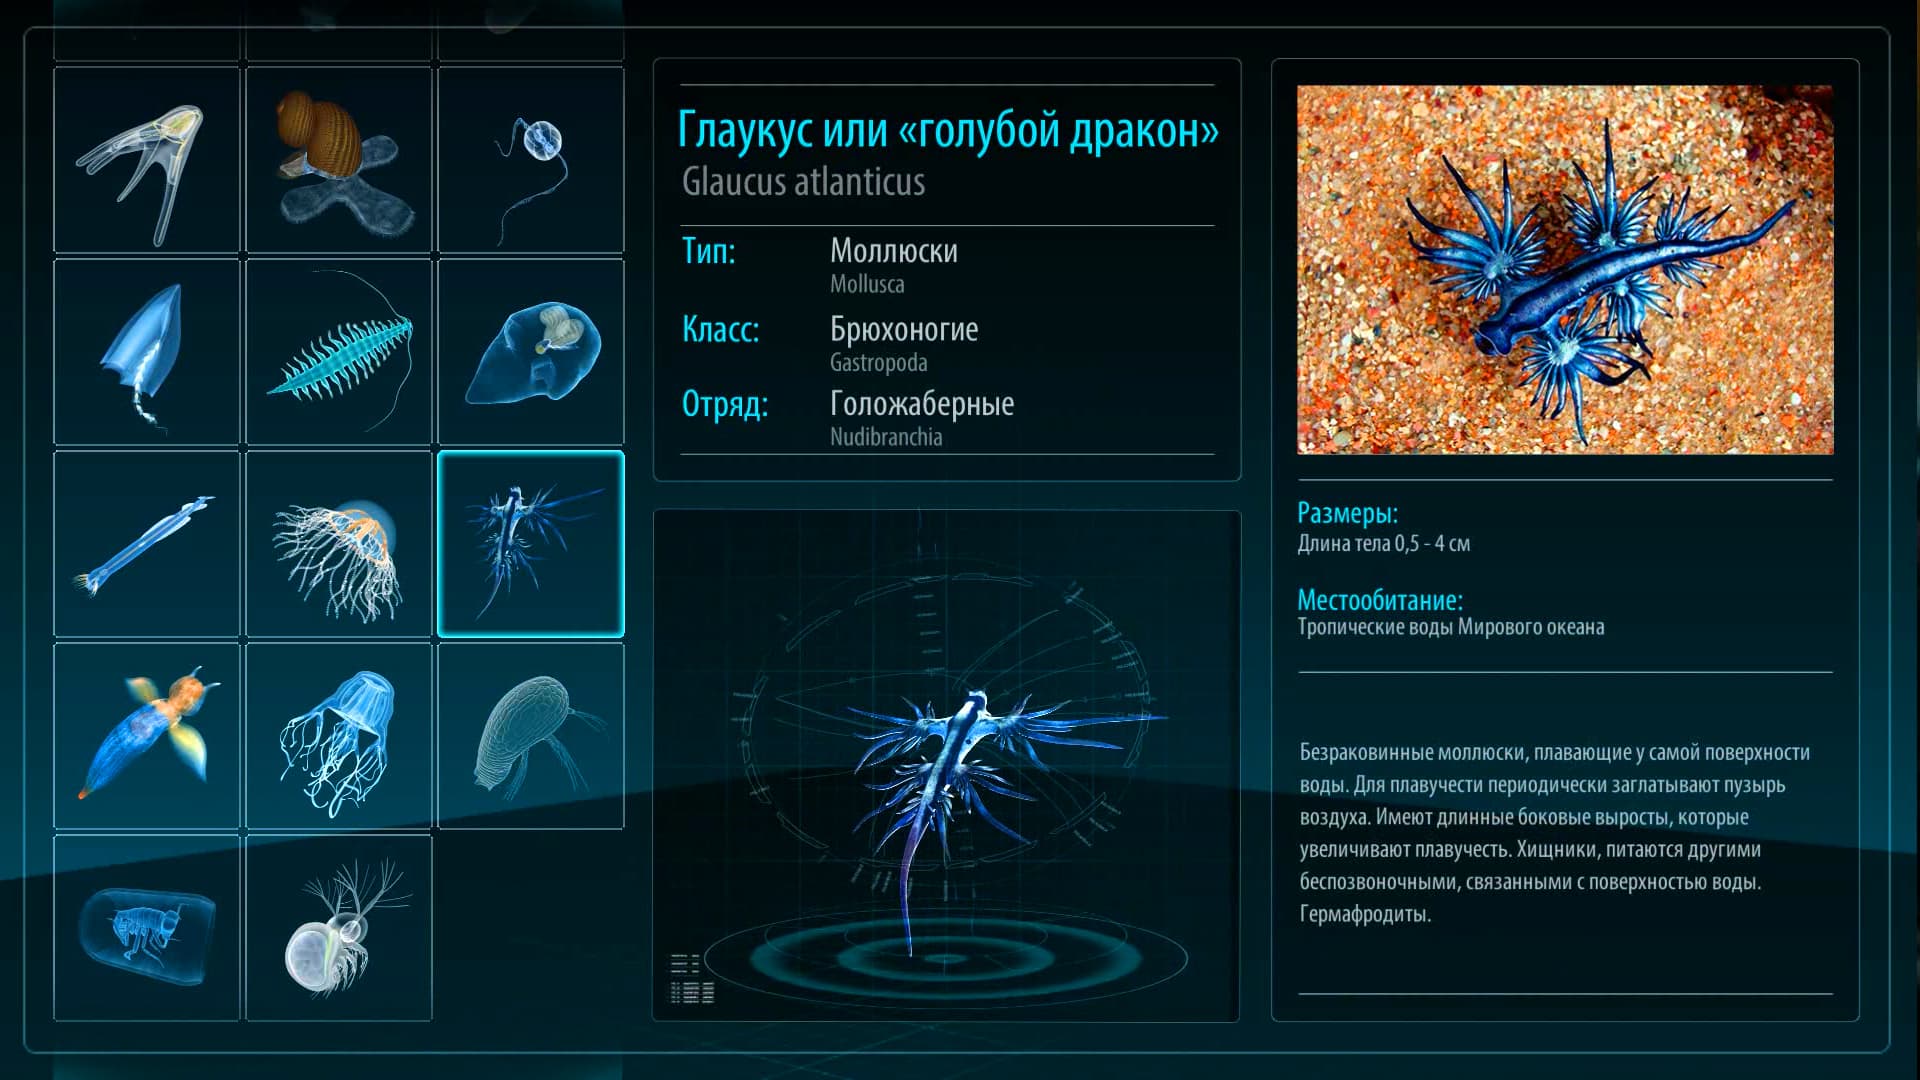 Глаукус или «голубой дракон»
Glaucus atlanticus
Тип: Моллюски
Mollusca
Класс: Брюхоногие
Gastropoda
Отряд: Голожаберные
Nudibranchia
Размеры:
Длина тела 0,5 - 4 см
Местообитание:
Тропические воды Мирового океана
Безраковинные моллюски, плавающие у самой поверхности
воды. Для плавучести периодически заглатывают пузырь
воздуха. Имеют длинные боковые выросты, которые
увеличивают плавучесть. Хищники, питаются другими
беспозвоночными, связанными с поверхностью воды.
Гермафродиты.